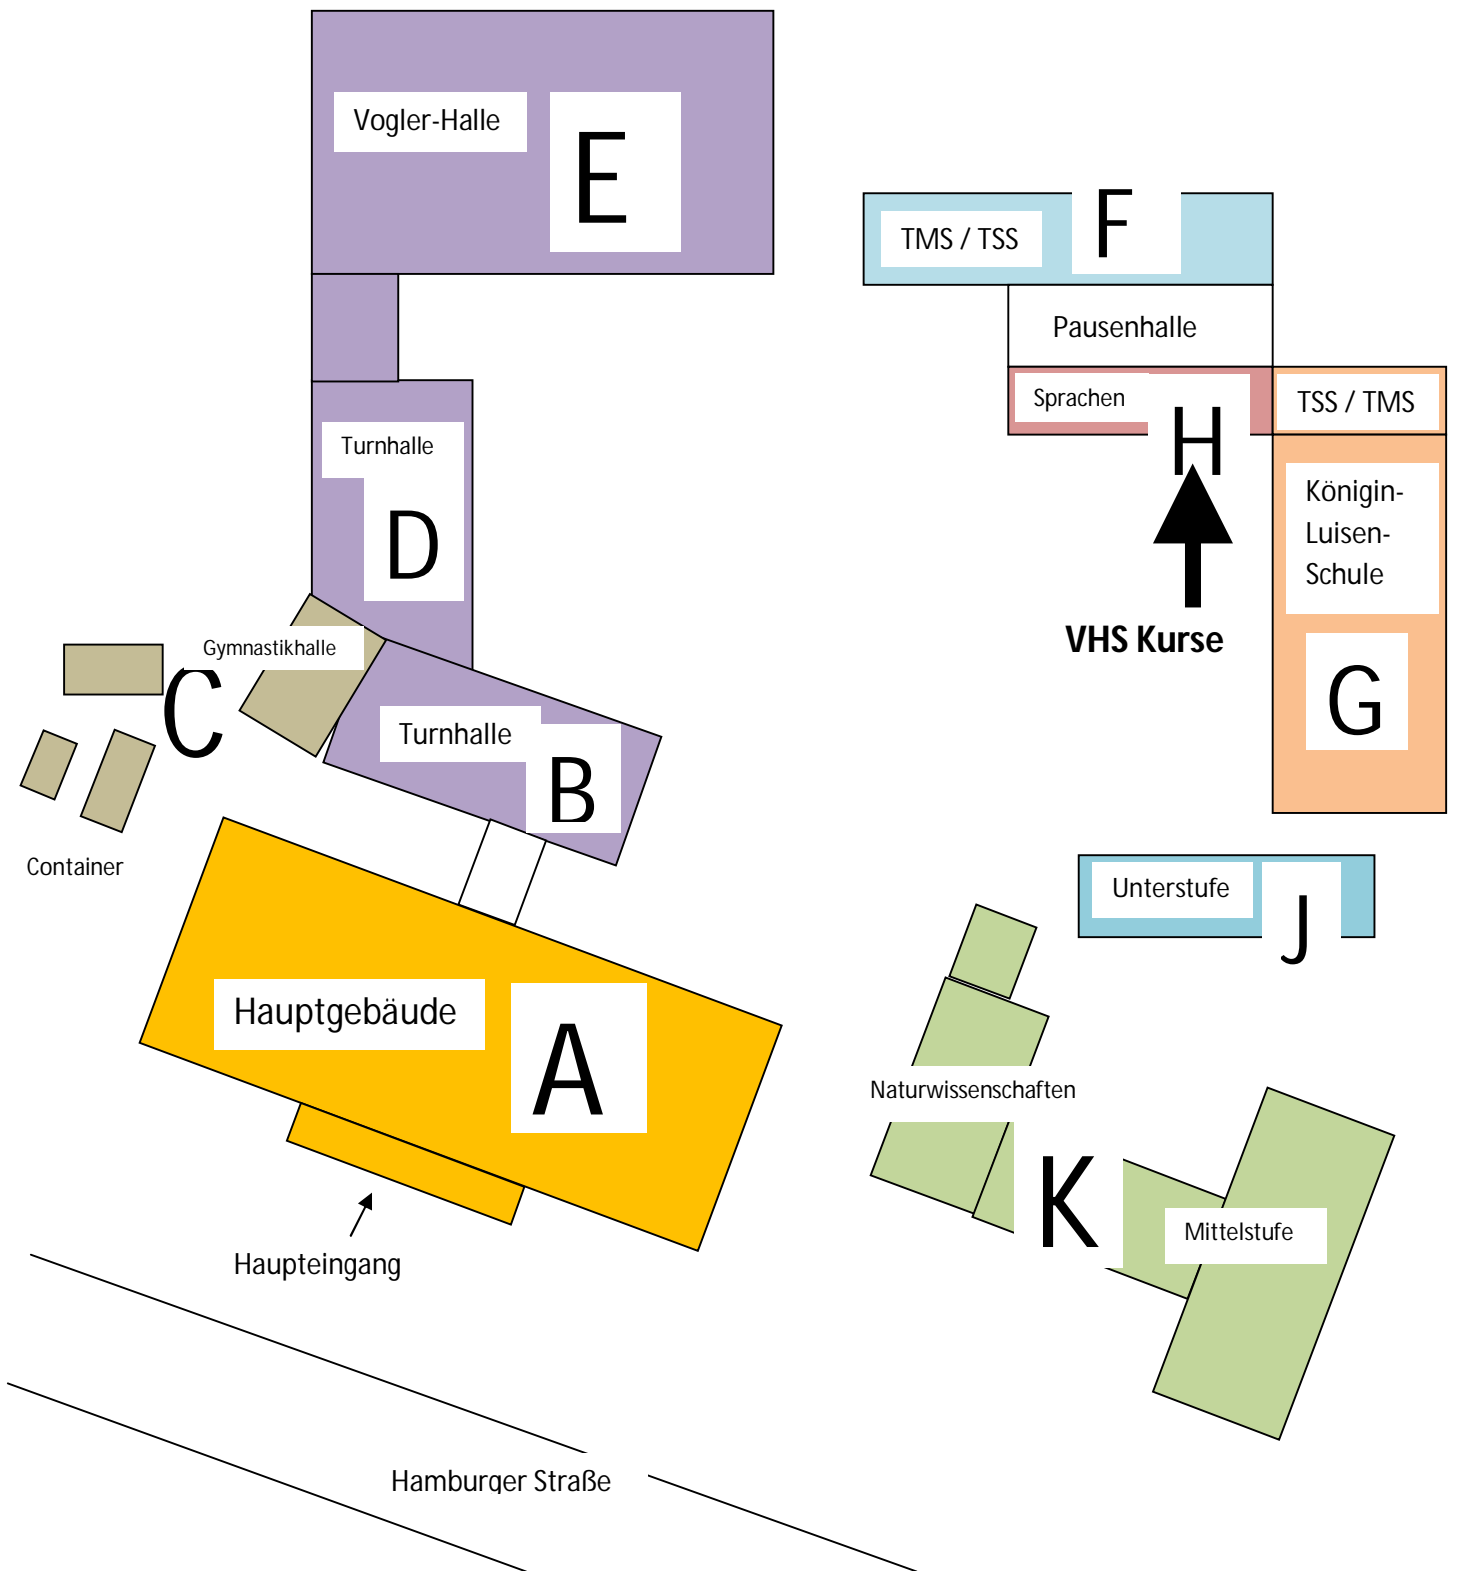 Vogler-Halle
E
F
TMS / TSS
Pausenhalle
Sprachen
H
TSS / TMS
Königin-
Luisen-
Schule
G
VHS Kurse
Turnhalle
D
Gymnastikhalle
C
Turnhalle
B
Container
Unterstufe
J
Hauptgebäude
A
Naturwissenschaften
K
Mittelstufe
Haupteingang
Hamburger Straße